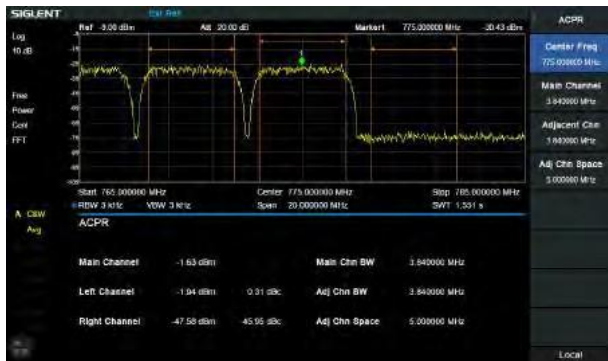 SIGLENT
Ext Ref
Ref -9.00 dBm Att 20.00 dB Marker1 775.000000 MHz -30.43 dBm
Log
10 dB
Free
Power
Cont
FFT
1
Start 765.000000 MHz Center 775.000000 MHz Stop 785.000000 MHz
RBW 3 kHz VBW 3 kHz Span 20.000000 MHz SWT 1.331 s
A C&W
Avg
ACPR
Main Channel -1.63 dBm Main Chn BW 3.840000 MHz
Left Channel -1.94 dBm 0.31 dBc Adj Chn BW 3.840000 MHz
Right Channel -47.58 dBm -45.95 dBc Adj Chn Space 5.000000 MHz
ACPR
Center Freq
775.000000 MHz
Main Channel
3.840000 MHz
Adjacent Chn
3.840000 MHz
Adj Chn Space
5.000000 MHz
Local